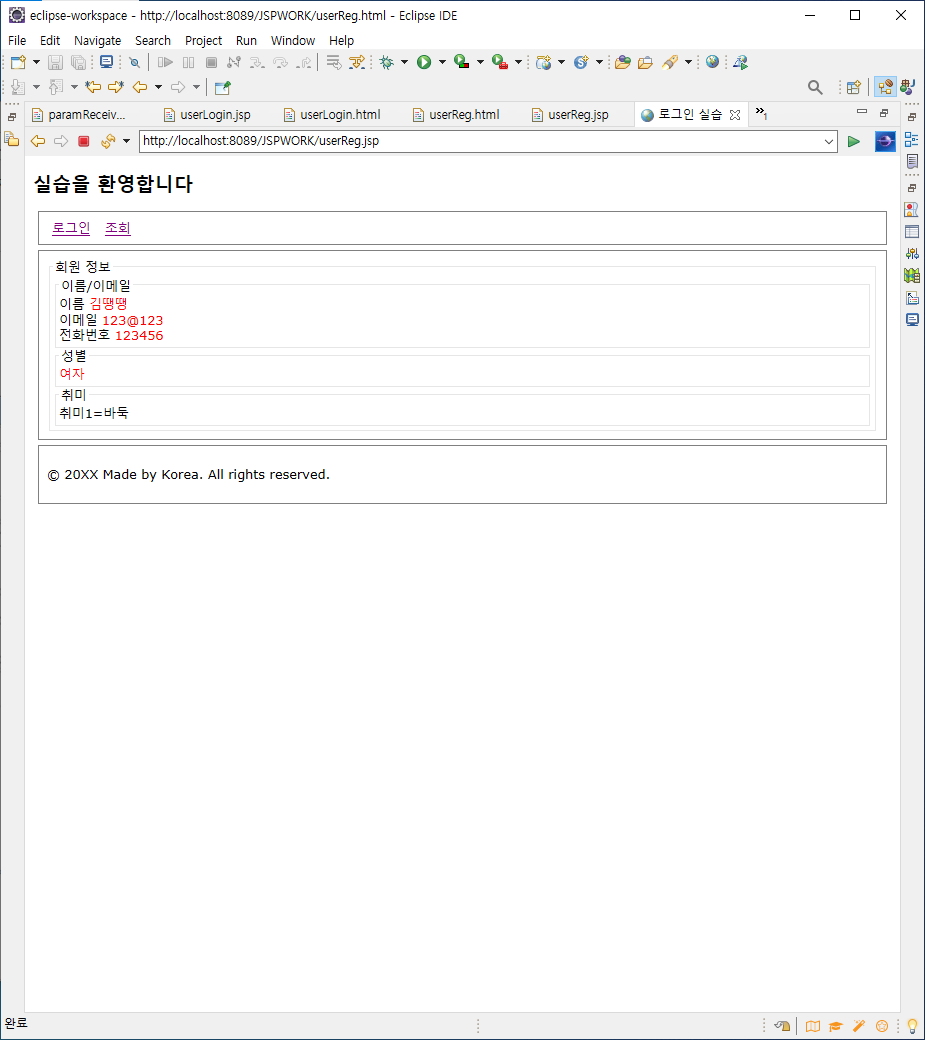 eclipse-workspace - http://localhost:8089/JSPWORK/userReg.html - Eclipse IDE
File Edit Navigate Search Project Run Window Help
paramReceiv... userLogin.jsp userLogin.html userReg.html userReg.jsp 로그인 실습 »1
http://localhost:8089/JSPWORK/userReg.jsp
실습을 환영합니다
로그인 조회
회원 정보
이름/이메일
이름 김땡땡
이메일 123@123
전화번호 123456
성별
여자
취미
취미1=바둑
© 20XX Made by Korea. All rights reserved.
완료